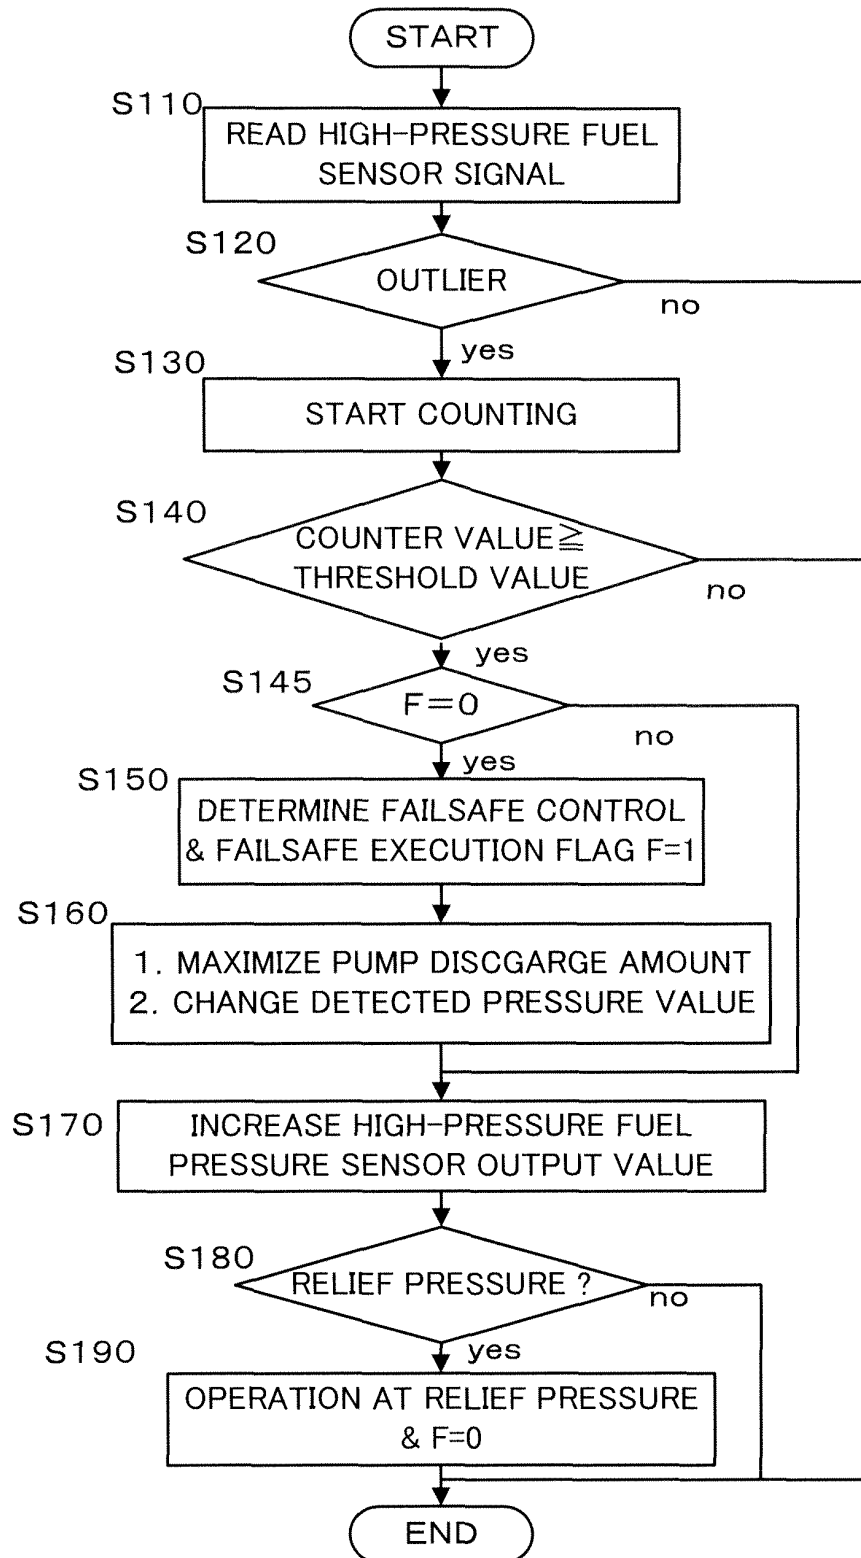 START
S110
READ HIGH-PRESSURE FUEL
SENSOR SIGNAL
S120
OUTLIER
no
yes
S130
START COUNTING
S140
COUNTER VALUE≧
THRESHOLD VALUE
no
yes
S145
F=0
no
yes
S150
DETERMINE FAILSAFE CONTROL
& FAILSAFE EXECUTION FLAG F=1
S160
1. MAXIMIZE PUMP DISCGARGE AMOUNT
2. CHANGE DETECTED PRESSURE VALUE
S170
INCREASE HIGH-PRESSURE FUEL
PRESSURE SENSOR OUTPUT VALUE
S180
RELIEF PRESSURE ?
no
yes
S190
OPERATION AT RELIEF PRESSURE
& F=0
END